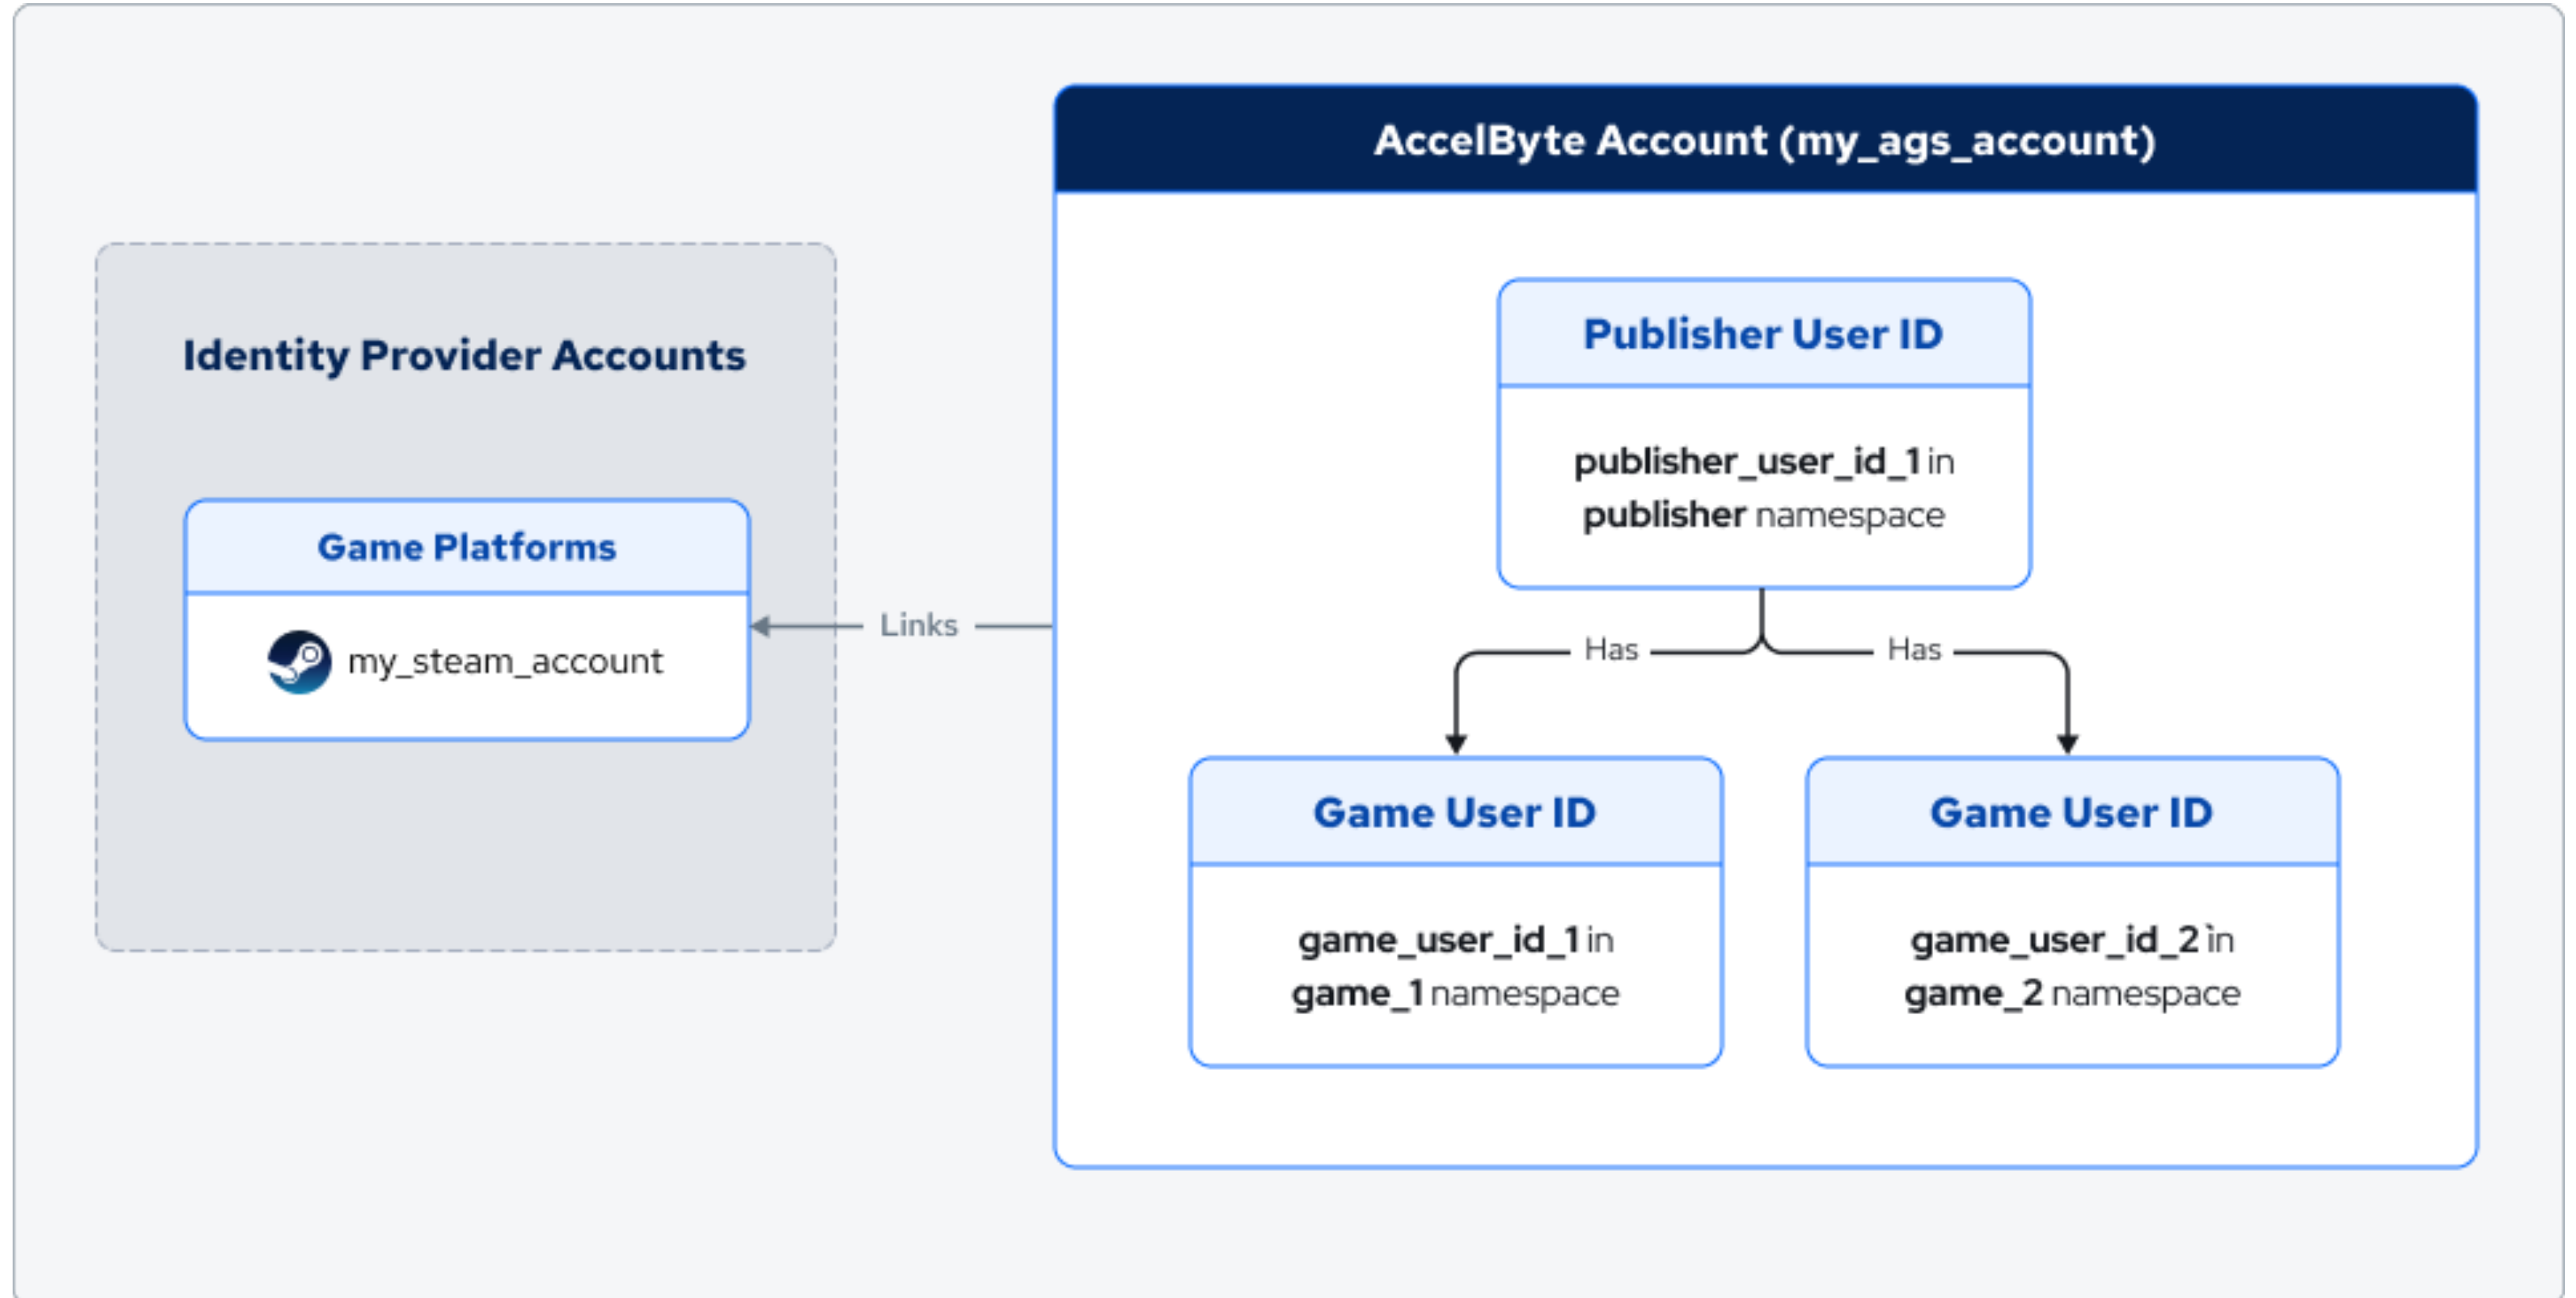 AccelByte Account (my_ags_account)
Identity Provider Accounts
Game Platforms
my_steam_account
Links
Publisher User ID
publisher_user_id_1 in
publisher namespace
Has
Has
Game User ID
game_user_id_1 in
game_1 namespace
Game User ID
game_user_id_2 `in
game_2 namespace